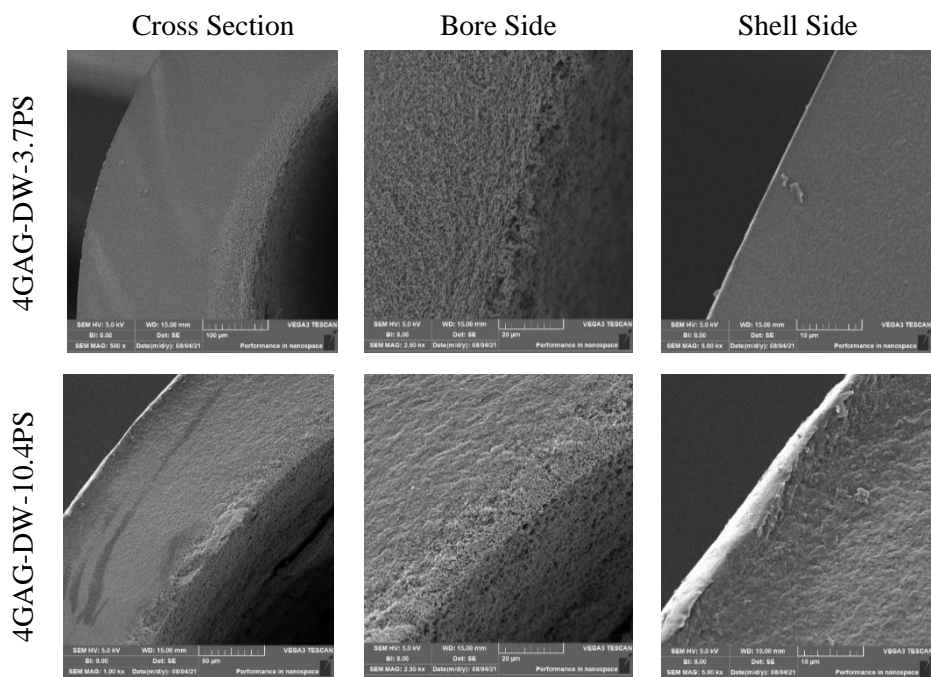 Cross Section
Bore Side
Shell Side
4GAG-DW-3.7PS
SEM HV: 5.0 kV WD: 15.00 mm VEGA3 TESCAN
BI: 8.00 Det: SE 100 µm
SEM MAG: 500 x Date(m/d/y): 08/04/21 Performance in nanospace
SEM HV: 5.0 kV WD: 15.00 mm VEGA3 TESCAN
BI: 8.00 Det: SE 20 µm
SEM MAG: 2.50 kx Date(m/d/y): 08/04/21 Performance in nanospace
SEM HV: 5.0 kV WD: 15.00 mm VEGA3 TESCAN
BI: 8.00 Det: SE 10 µm
SEM MAG: 5.00 kx Date(m/d/y): 08/04/21 Performance in nanospace
4GAG-DW-10.4PS
SEM HV: 5.0 kV WD: 15.00 mm VEGA3 TESCAN
BI: 8.00 Det: SE 50 µm
SEM MAG: 1.00 kx Date(m/d/y): 08/04/21 Performance in nanospace
SEM HV: 5.0 kV WD: 15.00 mm VEGA3 TESCAN
BI: 8.00 Det: SE 20 µm
SEM MAG: 2.50 kx Date(m/d/y): 08/04/21 Performance in nanospace
SEM HV: 5.0 kV WD: 15.00 mm VEGA3 TESCAN
BI: 8.00 Det: SE 10 µm
SEM MAG: 5.00 kx Date(m/d/y): 08/04/21 Performance in nanospace